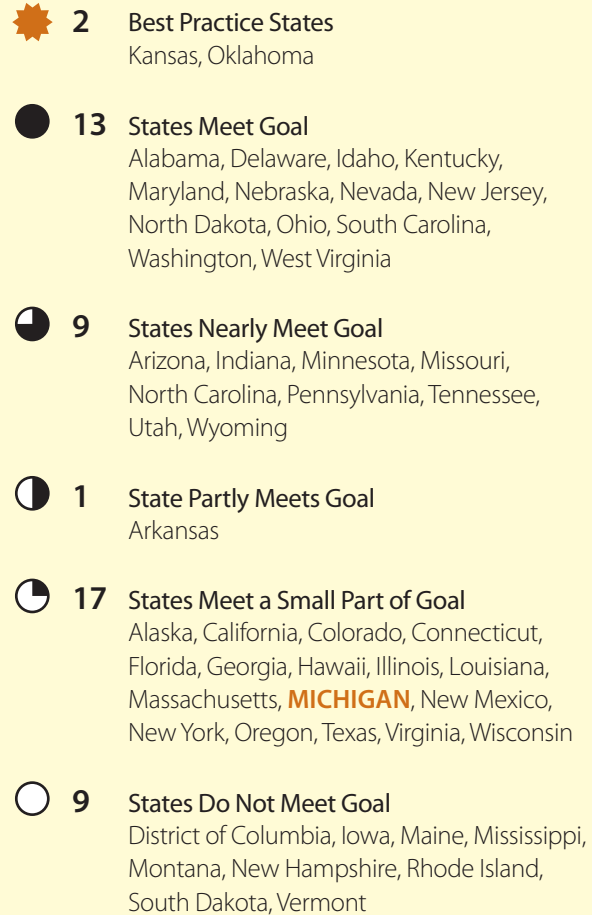 2 Best Practice States
Kansas, Oklahoma
13 States Meet Goal
Alabama, Delaware, Idaho, Kentucky,
Maryland, Nebraska, Nevada, New Jersey,
North Dakota, Ohio, South Carolina,
Washington, West Virginia
9 States Nearly Meet Goal
Arizona, Indiana, Minnesota, Missouri,
North Carolina, Pennsylvania, Tennessee,
Utah, Wyoming
1 State Partly Meets Goal
Arkansas
17 States Meet a Small Part of Goal
Alaska, California, Colorado, Connecticut,
Florida, Georgia, Hawaii, Illinois, Louisiana,
Massachusetts, MICHIGAN, New Mexico,
New York, Oregon, Texas, Virginia, Wisconsin
9 States Do Not Meet Goal
District of Columbia, Iowa, Maine, Mississippi,
Montana, New Hampshire, Rhode Island,
South Dakota, Vermont